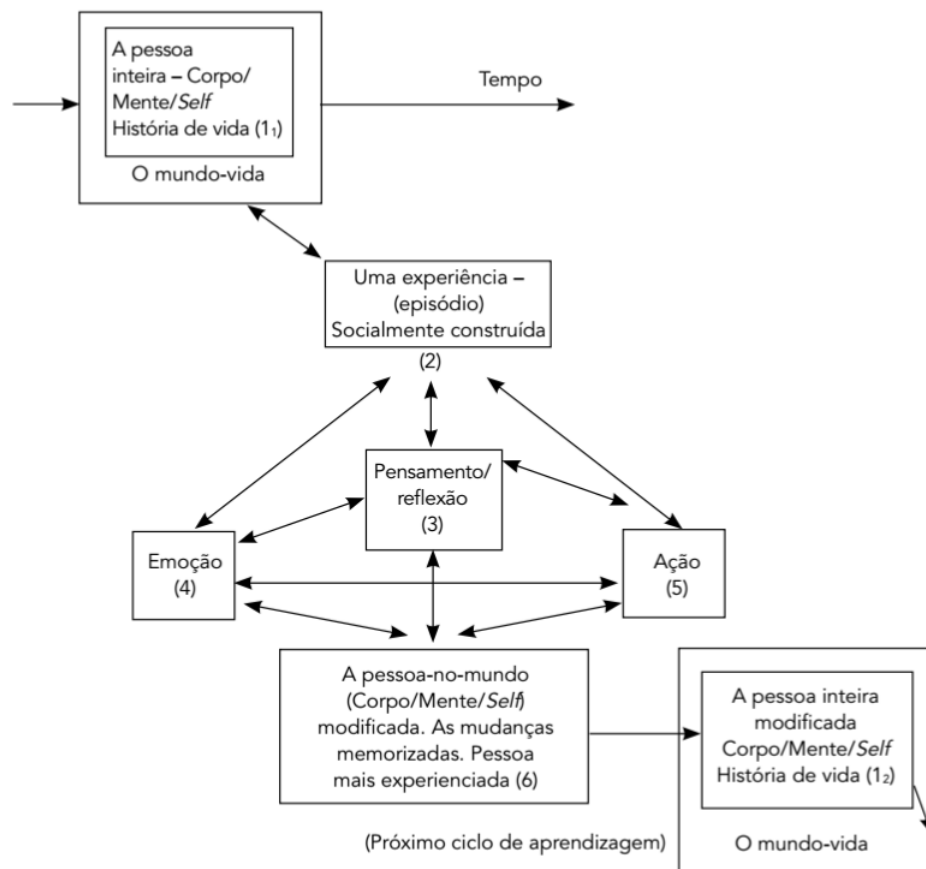 A pessoa
inteira – Corpo/
Mente/Self
História de vida (1₁)
O mundo-vida
Tempo
Uma experiência –
(episódio)
Socialmente construída
(2)
Pensamento/
reflexão
(3)
Emoção
(4)
Ação
(5)
A pessoa-no-mundo
(Corpo/Mente/Self)
modificada. As mudanças
memorizadas. Pessoa
mais experienciada (6)
A pessoa inteira
modificada
Corpo/Mente/Self
História de vida (1₂)
(Próximo ciclo de aprendizagem)
O mundo-vida